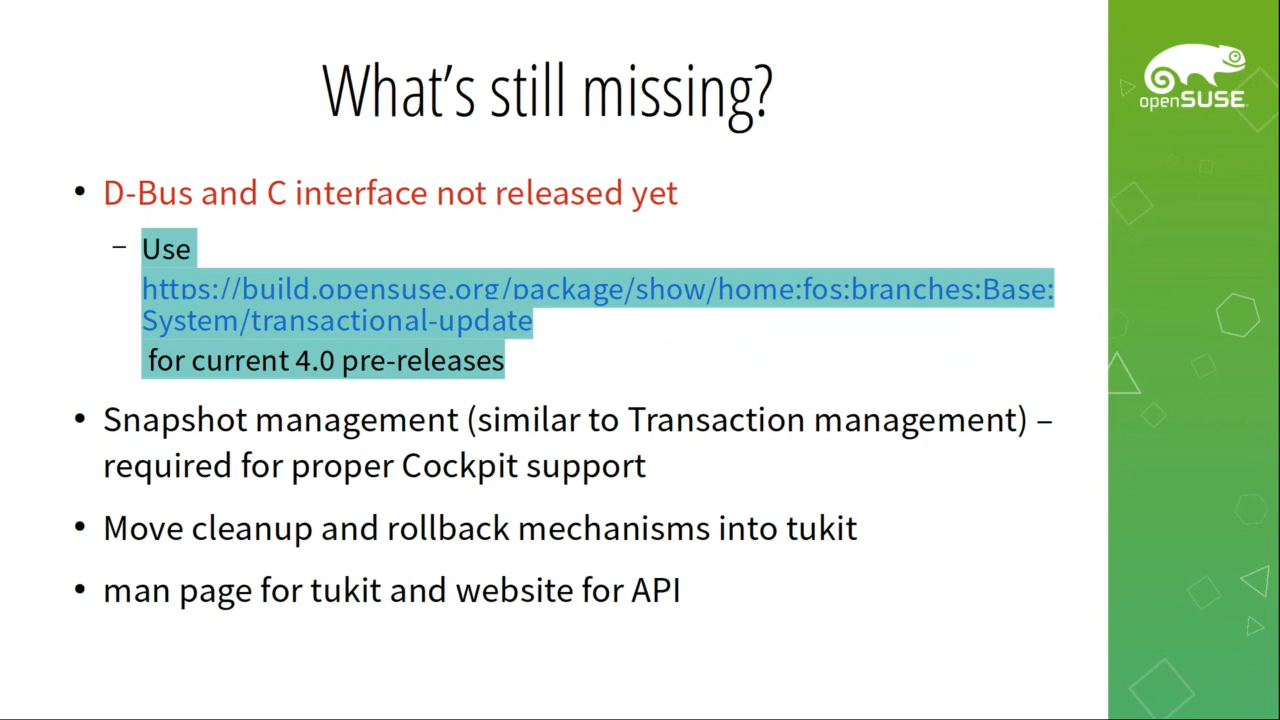 What's still missing?
• D-Bus and C interface not released yet
– Use
https://build.opensuse.org/package/show/home:fos:branches:Base:
System/transactional-update
for current 4.0 pre-releases
• Snapshot management (similar to Transaction management) –
required for proper Cockpit support
• Move cleanup and rollback mechanisms into tukit
• man page for tukit and website for API
openSUSE